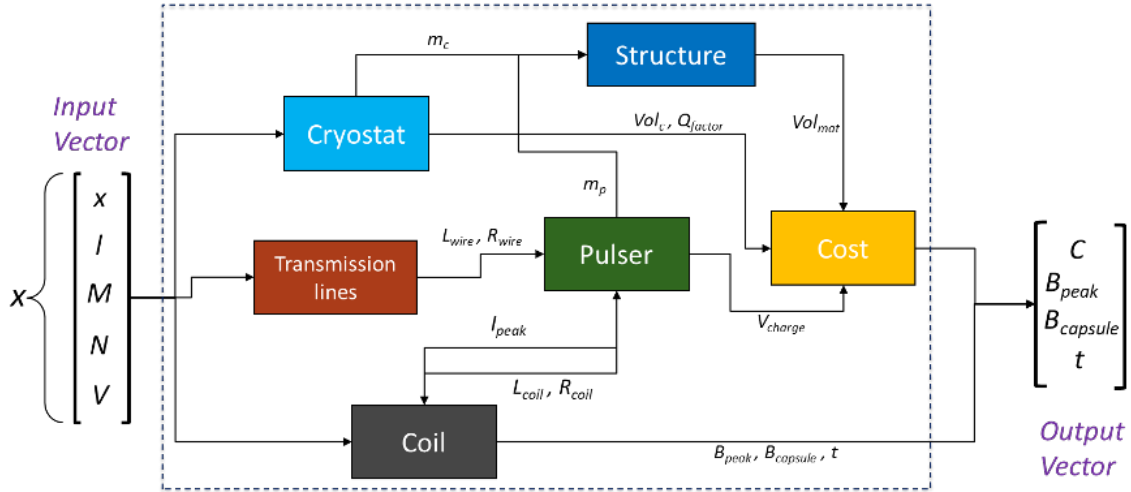 m_c
Structure
Input
Vector
Cryostat
Vol_c, Q_factor
Vol_mat
m_p
x
x
I
M
N
V
Transmission
lines
L_wire, R_wire
Pulser
Cost
V_charge
I_peak
L_coil, R_coil
Coil
B_peak, B_capsule, t
C
B_peak
B_capsule
t
Output
Vector